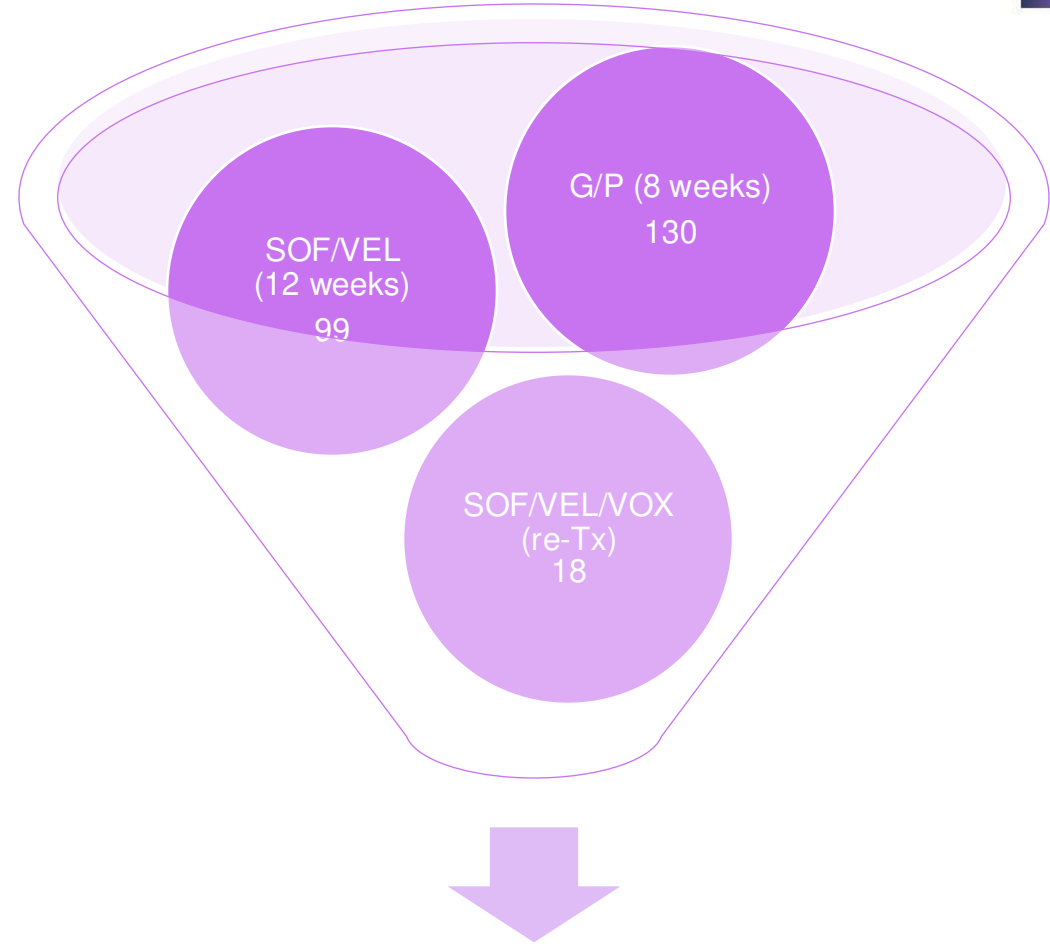 SOF/VEL
(12 weeks)
99
G/P (8 weeks)
130
SOF/VEL/VOX
(re-Tx)
18